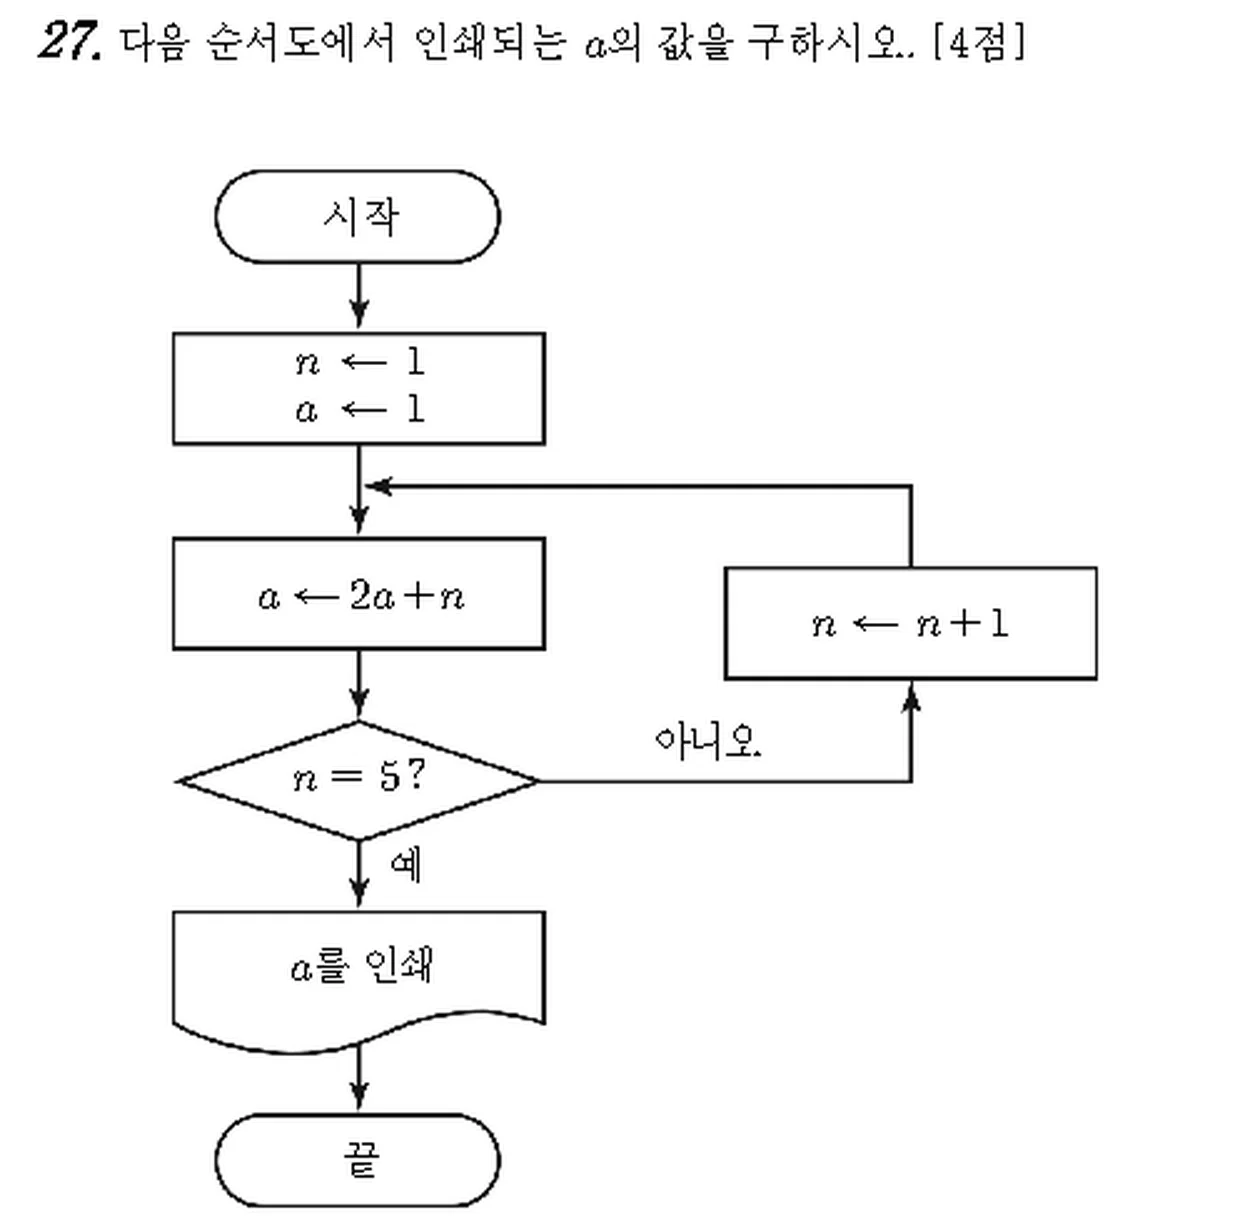 27. 다음 순서도에서 인쇄되는 a의 값을 구하시오. [4점]
시작
n ← 1
a ← 1
a ← 2a+n
n ← n+1
아니오
n = 5?
예
a를 인쇄
끝